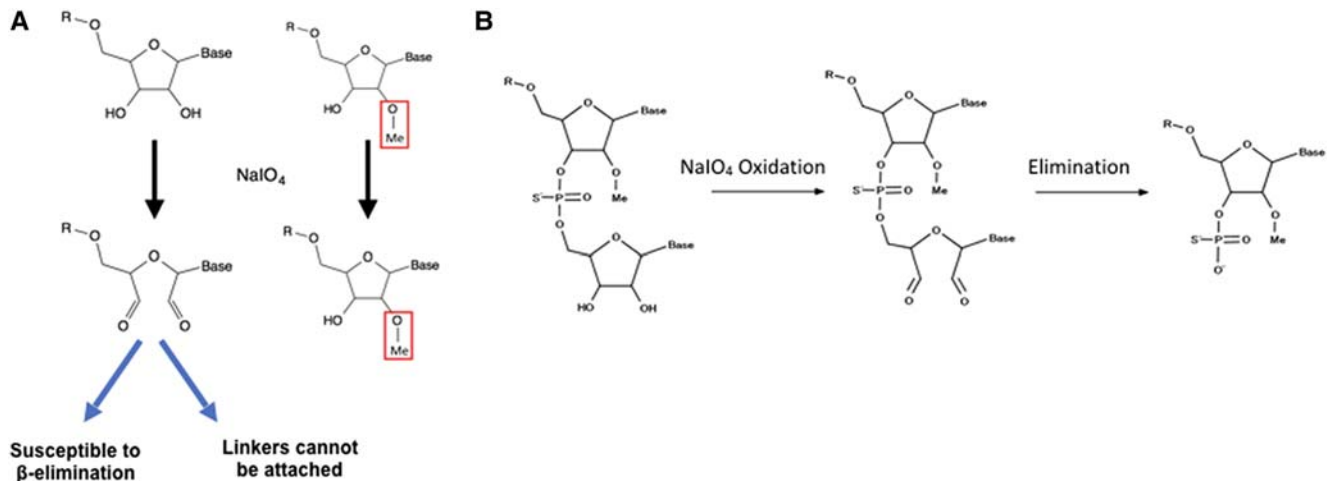 A
R
O
O
Base
HO
OH
R
O
O
Base
HO
O
Me
NaIO₄
R
O
O
Base
O
O
R
O
O
Base
HO
O
Me
Susceptible to
β-elimination
Linkers cannot
be attached
B
R
O
O
Base
O
O
S⁻
P
O
Me
O
O
Base
HO
OH
NaIO₄ Oxidation
R
O
O
Base
O
O
S⁻
P
O
Me
O
O
Base
O
O
Elimination
R
O
O
Base
O
O
S⁻
P
O
Me
O⁻